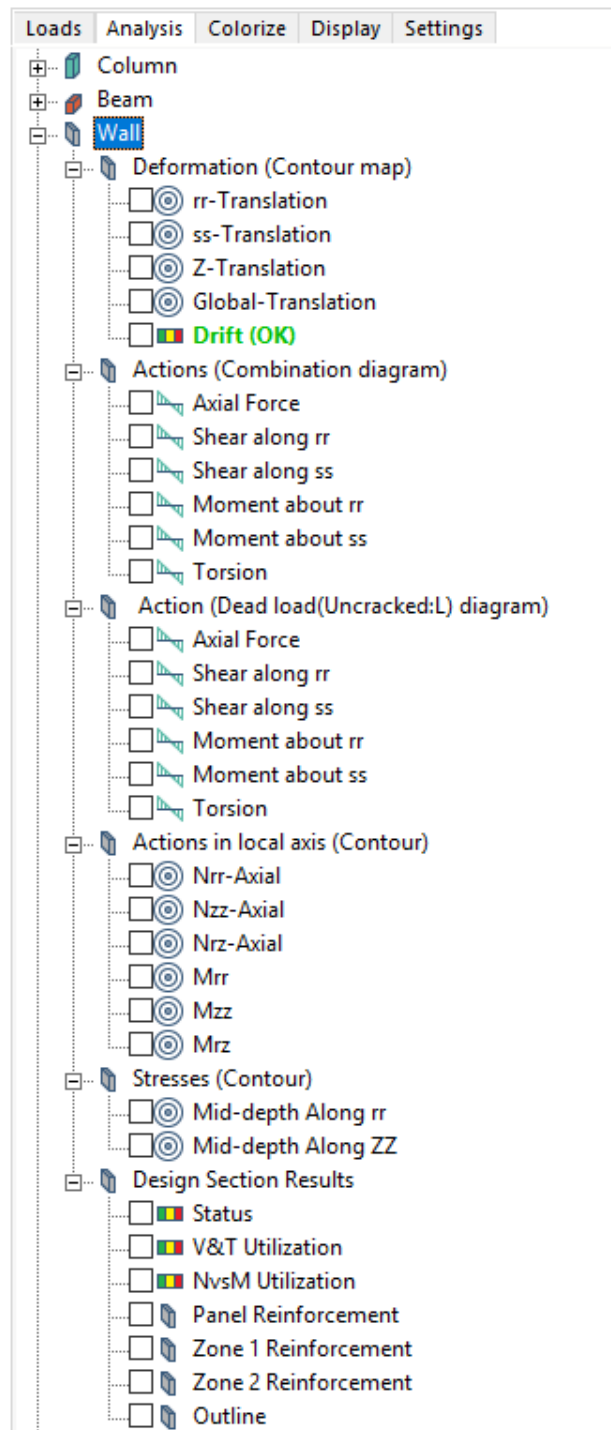 Loads Analysis Colorize Display Settings
Column
Beam
Wall
Deformation (Contour map)
rr-Translation
ss-Translation
Z-Translation
Global-Translation
Drift (OK)
Actions (Combination diagram)
Axial Force
Shear along rr
Shear along ss
Moment about rr
Moment about ss
Torsion
Action (Dead load(Uncracked:L) diagram)
Axial Force
Shear along rr
Shear along ss
Moment about rr
Moment about ss
Torsion
Actions in local axis (Contour)
Nrr-Axial
Nzz-Axial
Nrz-Axial
Mrr
Mzz
Mrz
Stresses (Contour)
Mid-depth Along rr
Mid-depth Along ZZ
Design Section Results
Status
V&T Utilization
NvsM Utilization
Panel Reinforcement
Zone 1 Reinforcement
Zone 2 Reinforcement
Outline